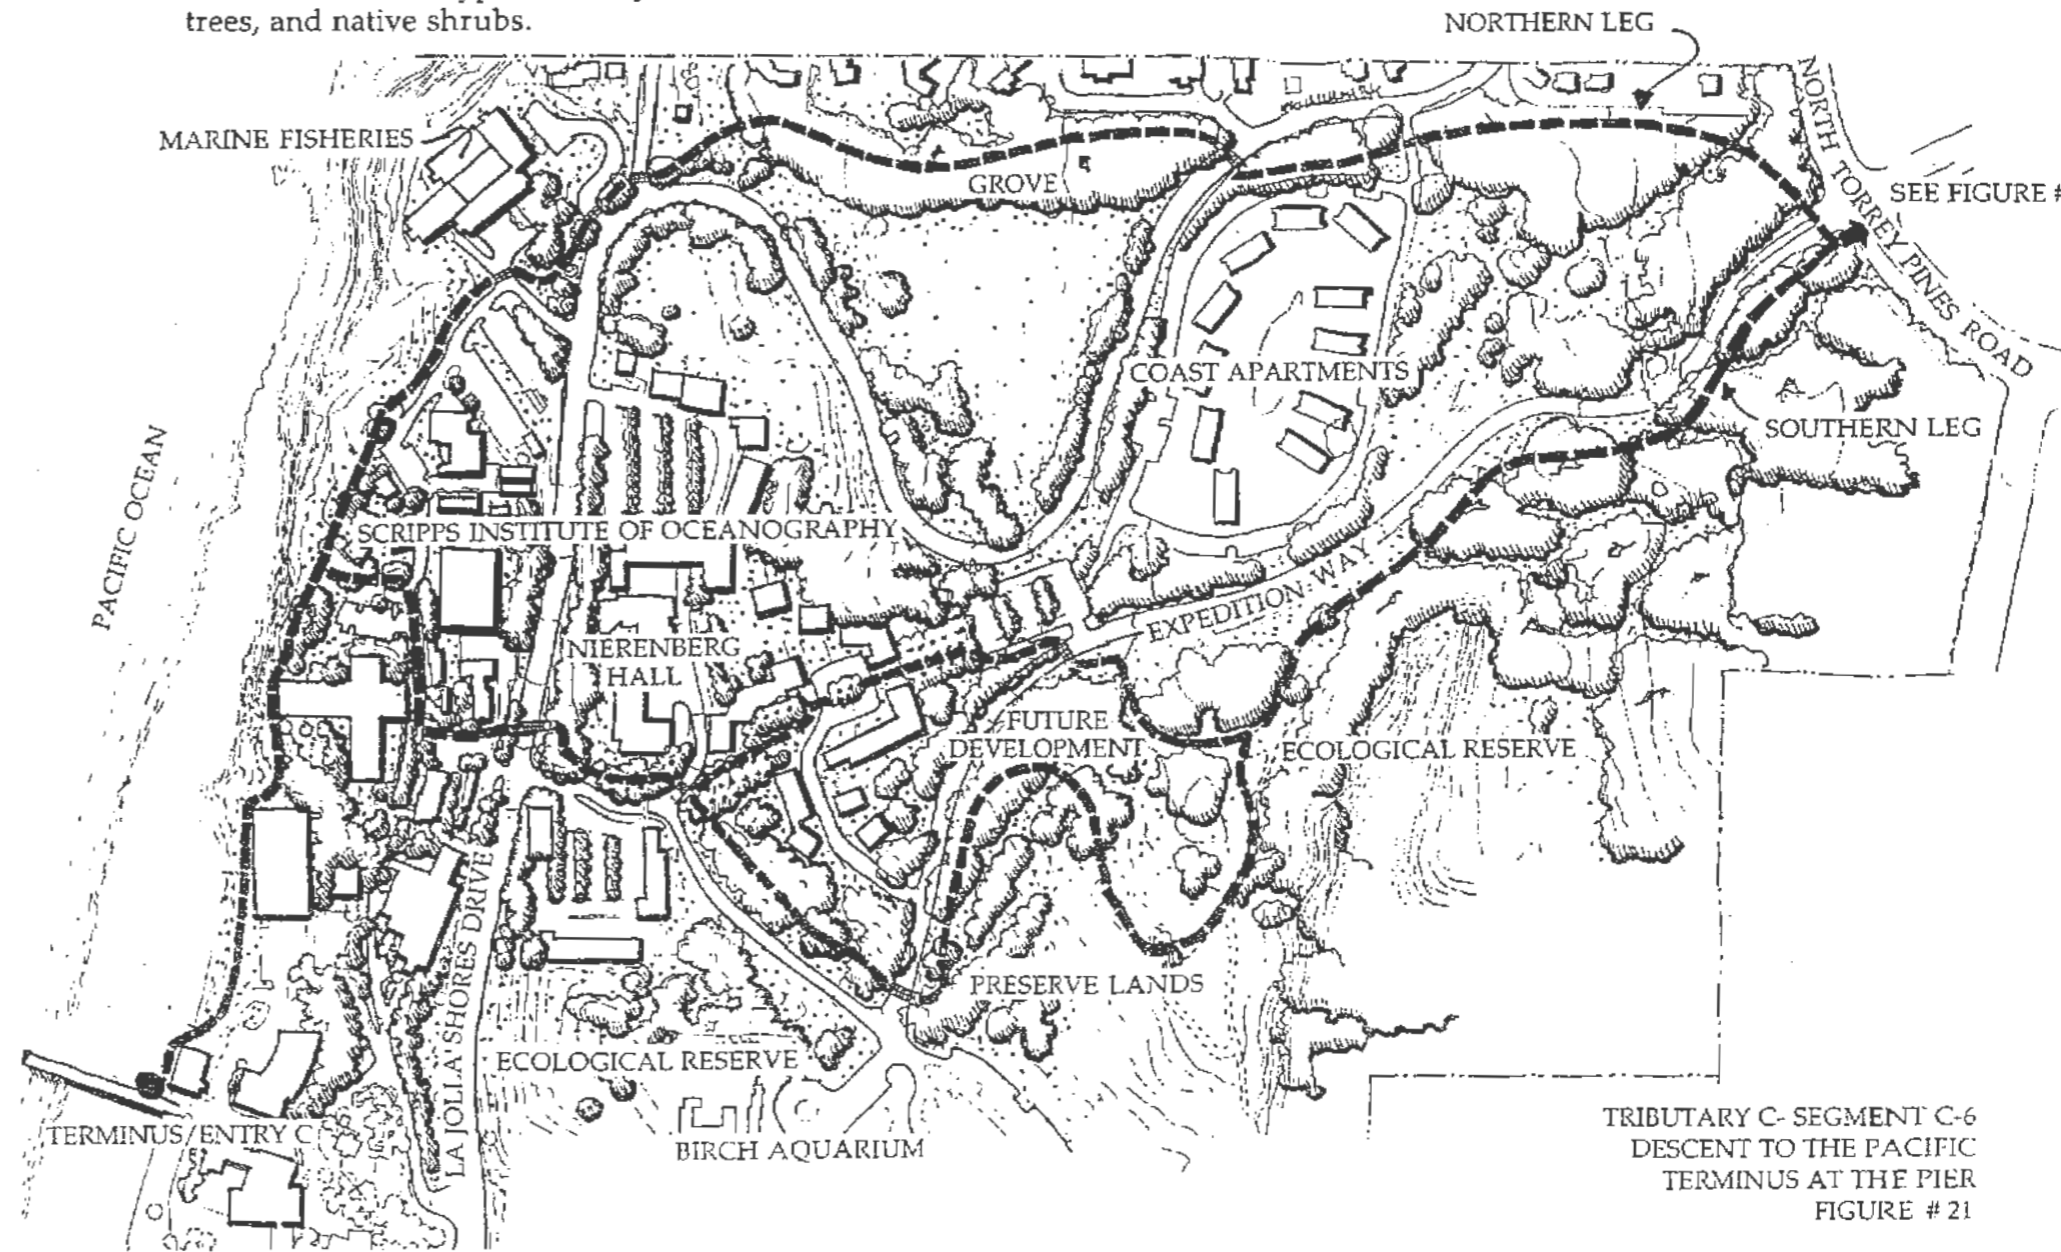 trees, and native shrubs.
NORTHERN LEG
MARINE FISHERIES
NORTH TORREY PINES ROAD
GROVE
SEE FIGURE #
COAST APARTMENTS
SOUTHERN LEG
PACIFIC OCEAN
SCRIPPS INSTITUTE OF OCEANOGRAPHY
EXPEDITION WAY
NIERENBERG
HALL
FUTURE
DEVELOPMENT
ECOLOGICAL RESERVE
PRESERVE LANDS
LA JOLLA SHORES DRIVE
ECOLOGICAL RESERVE
TERMINUS/ENTRY C
BIRCH AQUARIUM
TRIBUTARY C- SEGMENT C-6
DESCENT TO THE PACIFIC
TERMINUS AT THE PIER
FIGURE # 21